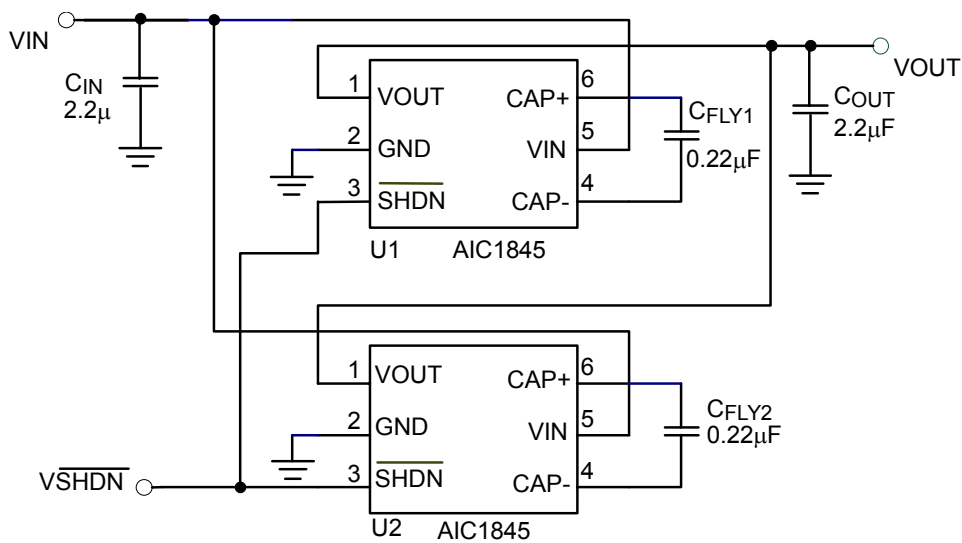 VIN
VOUT
CIN
2.2μ
COUT
2.2μF
1
VOUT
CAP+
6
2
GND
VIN
5
3
SHDN
CAP-
4
CFLY1
0.22μF
U1
AIC1845
1
VOUT
CAP+
6
2
GND
VIN
5
3
SHDN
CAP-
4
CFLY2
0.22μF
VSHDN
U2
AIC1845